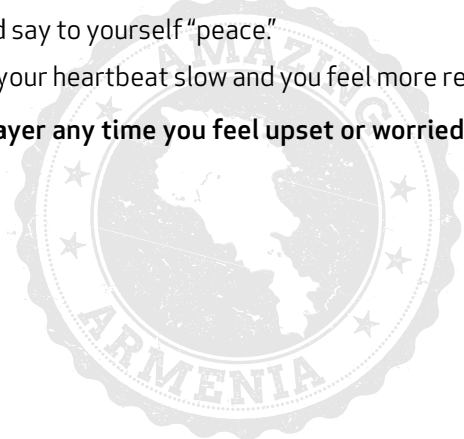 d say to yourself “peace.”
your heartbeat slow and you feel more re
ayer any time you feel upset or worried
AMAZING
ARMENIA